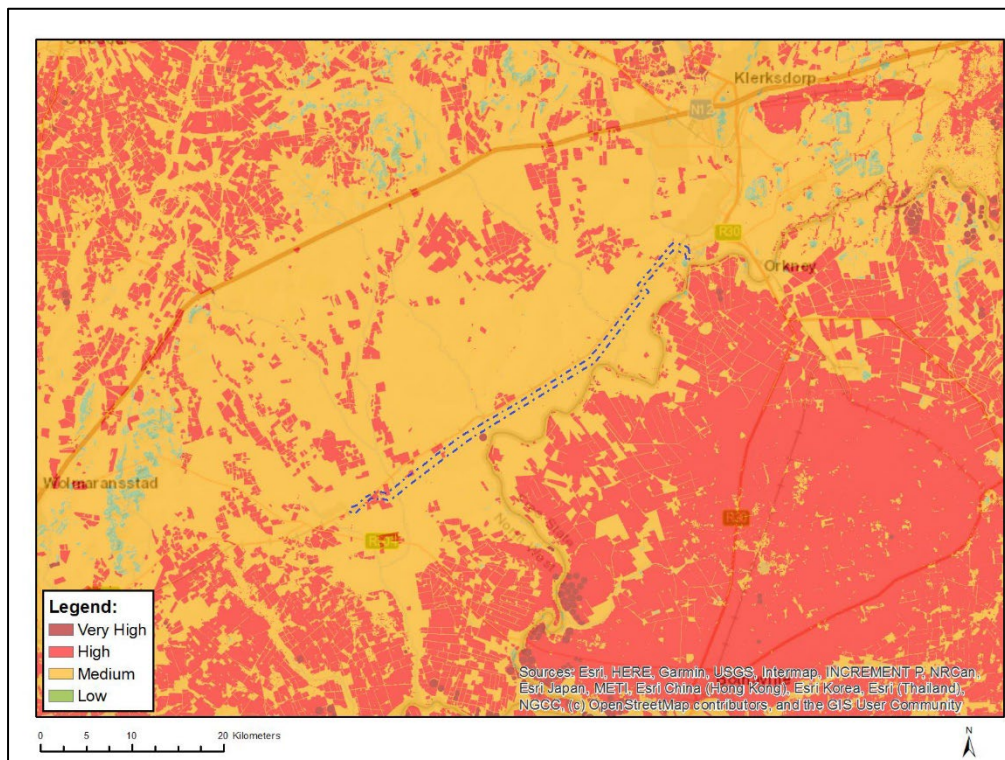 Klerksdorp
N12
R30
Orkney
Wolmaransstad
Legend:
Very High
High
Medium
Low
Sources: Esri, HERE, Garmin, USGS, Intermap, INCREMENT P, NRCan,
Esri Japan, METI, Esri China (Hong Kong), Esri Korea, Esri (Thailand),
NGCC, (c) OpenStreetMap contributors, and the GIS User Community
0 5 10 20 Kilometers
N